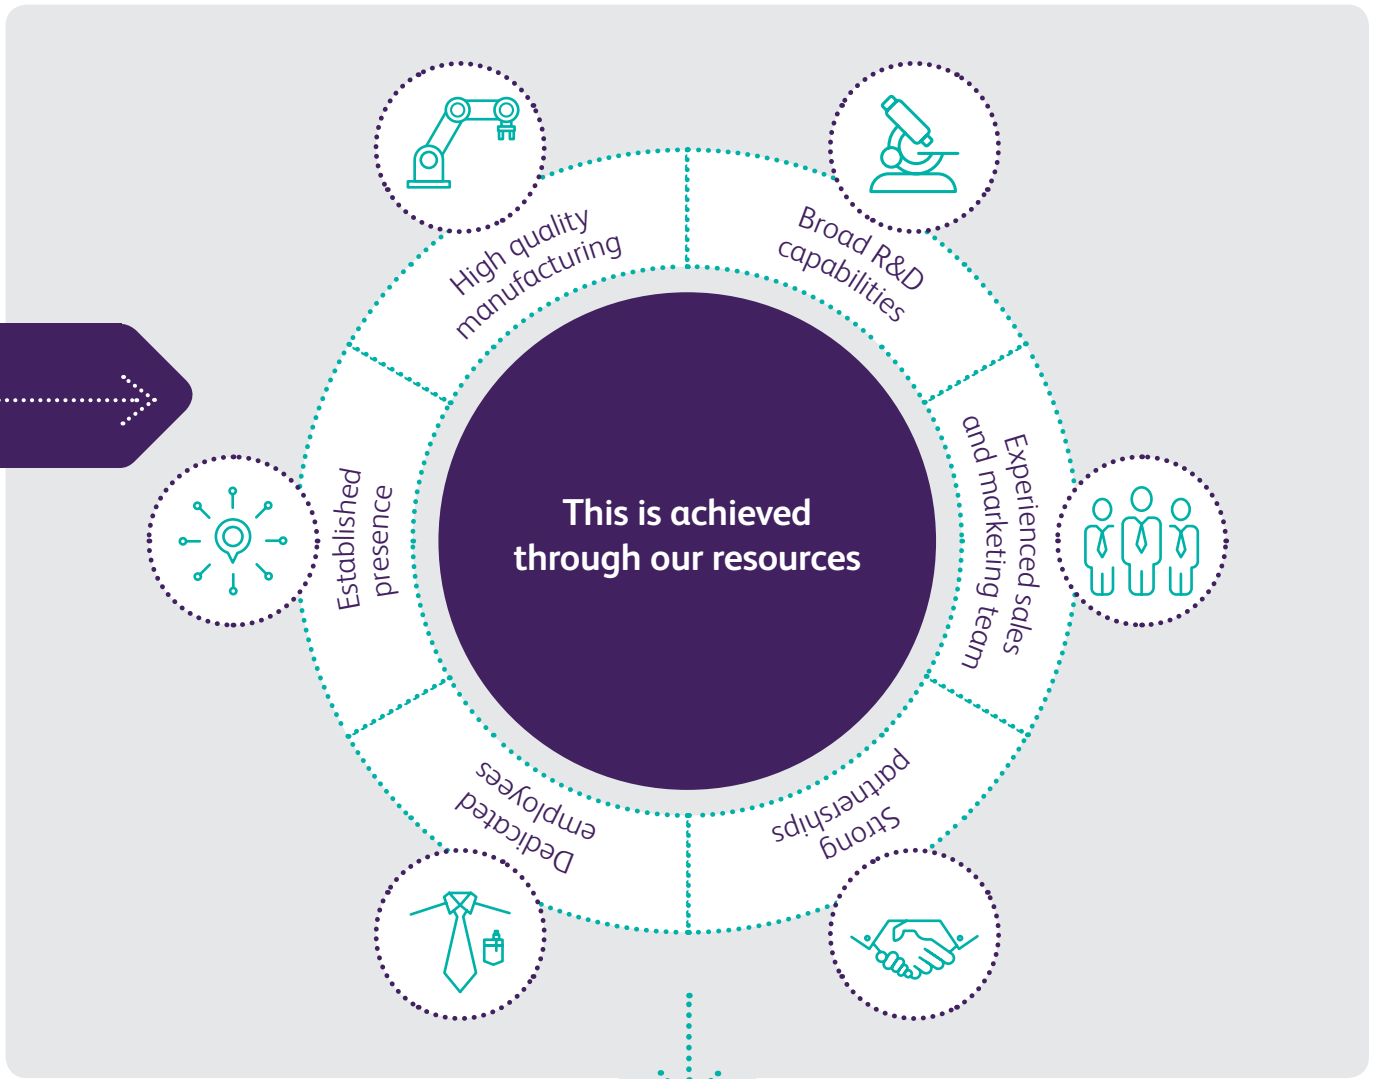 This is achieved
through our resources
High quality
manufacturing
Broad R&D
capabilities
Experienced sales
and marketing team
Strong
partnerships
Dedicated
employees
Established
presence